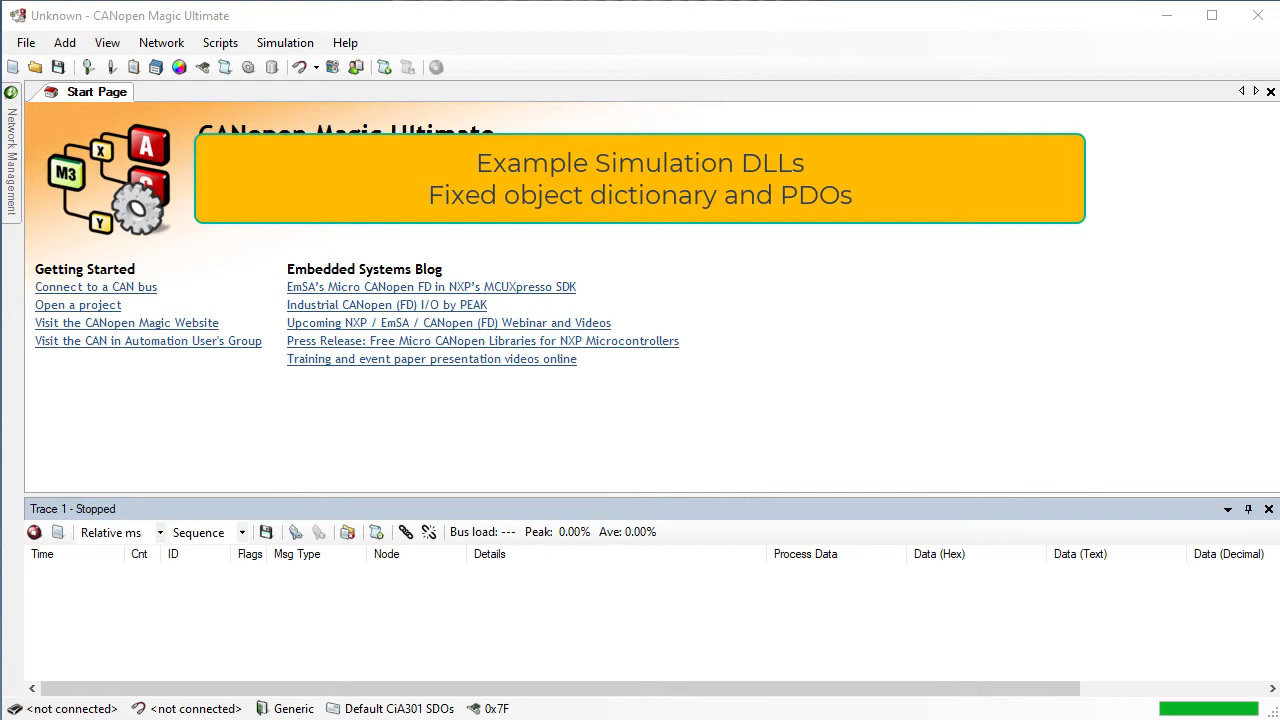 Unknown - CANopen Magic Ultimate
File Add View Network Scripts Simulation Help
Start Page
Network Management
CANopen Magic Ultimate
M3 X A Y
Example Simulation DLLs
Fixed object dictionary and PDOs
Getting Started
Connect to a CAN bus
Open a project
Visit the CANopen Magic Website
Visit the CAN in Automation User's Group
Embedded Systems Blog
EmSA's Micro CANopen FD in NXP's MCUXpresso SDK
Industrial CANopen (FD) I/O by PEAK
Upcoming NXP / EmSA / CANopen (FD) Webinar and Videos
Press Release: Free Micro CANopen Libraries for NXP Microcontrollers
Training and event paper presentation videos online
Trace 1 - Stopped
Relative ms Sequence Bus load: --- Peak: 0.00% Ave: 0.00%
Time Cnt ID Flags Msg Type Node Details Process Data Data (Hex) Data (Text) Data (Decimal)
<not connected> <not connected> Generic Default CiA301 SDOs 0x7F